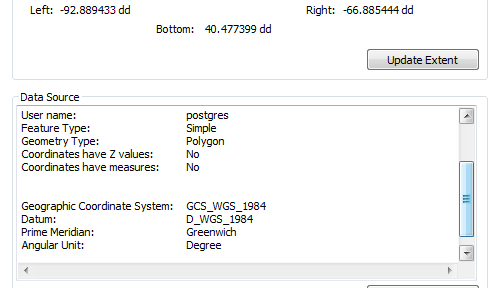 Left: -92.889433 dd Right: -66.885444 dd
Bottom: 40.477399 dd
Update Extent
Data Source
User name: postgres
Feature Type: Simple
Geometry Type: Polygon
Coordinates have Z values: No
Coordinates have measures: No
Geographic Coordinate System: GCS_WGS_1984
Datum: D_WGS_1984
Prime Meridian: Greenwich
Angular Unit: Degree